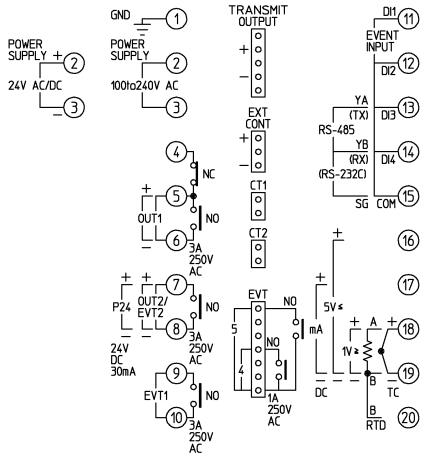 GND
1
POWER
SUPPLY +
2
24V AC/DC
−
3
POWER
SUPPLY
2
100to240V AC
3
4
NC
+
5
OUT1
NO
−
6
3A
250V
AC
+
+
7
P24
OUT2/
EVT2
NO
−
−
8
24V
DC
30mA
3A
250V
AC
9
EVT1
NO
10
3A
250V
AC
TRANSMIT
OUTPUT
+
−
EXT
CONT
+
−
CT1
CT2
EVT
NO
5
NO
4
1A
250V
AC
DI1
11
EVENT
INPUT
12
DI2
YA
(TX)
13
DI3
RS-485
YB
(RX)
14
DI4
(RS-232C)
SG
COM
15
+
16
17
+
5V≤
mA
+
A
+
18
1V≥
−
−
−
B
−
19
DC
TC
B
RTD
20